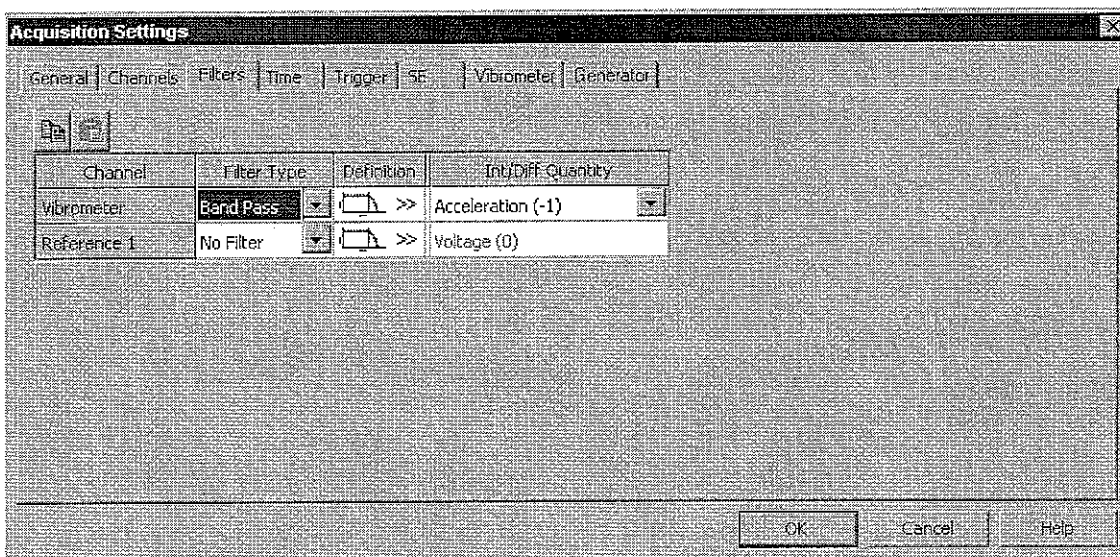 Acquisition Settings
General Channels Filters Time Trigger SE Vibrometer Generator
Channel Filter Type Definition Int/Diff Quantity
Vibrometer Band Pass >> Acceleration (-1)
Reference 1 No Filter >> Voltage (0)
OK Cancel Help